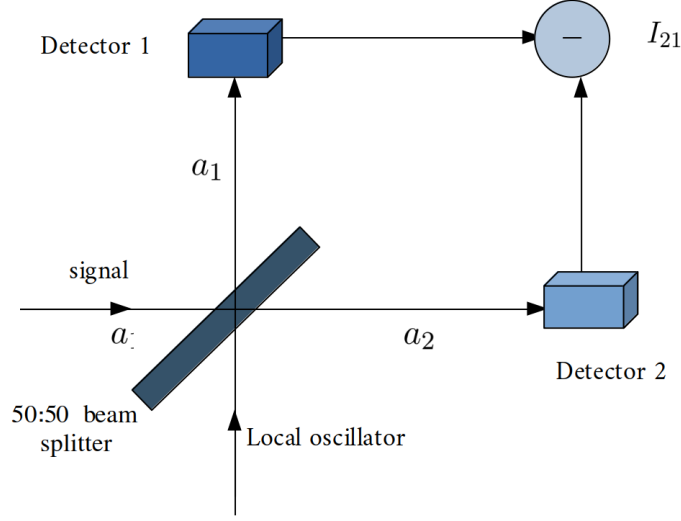 Detector 1
−
I₂₁
a₁
signal
a₂
Detector 2
50:50 beam
splitter
Local oscillator